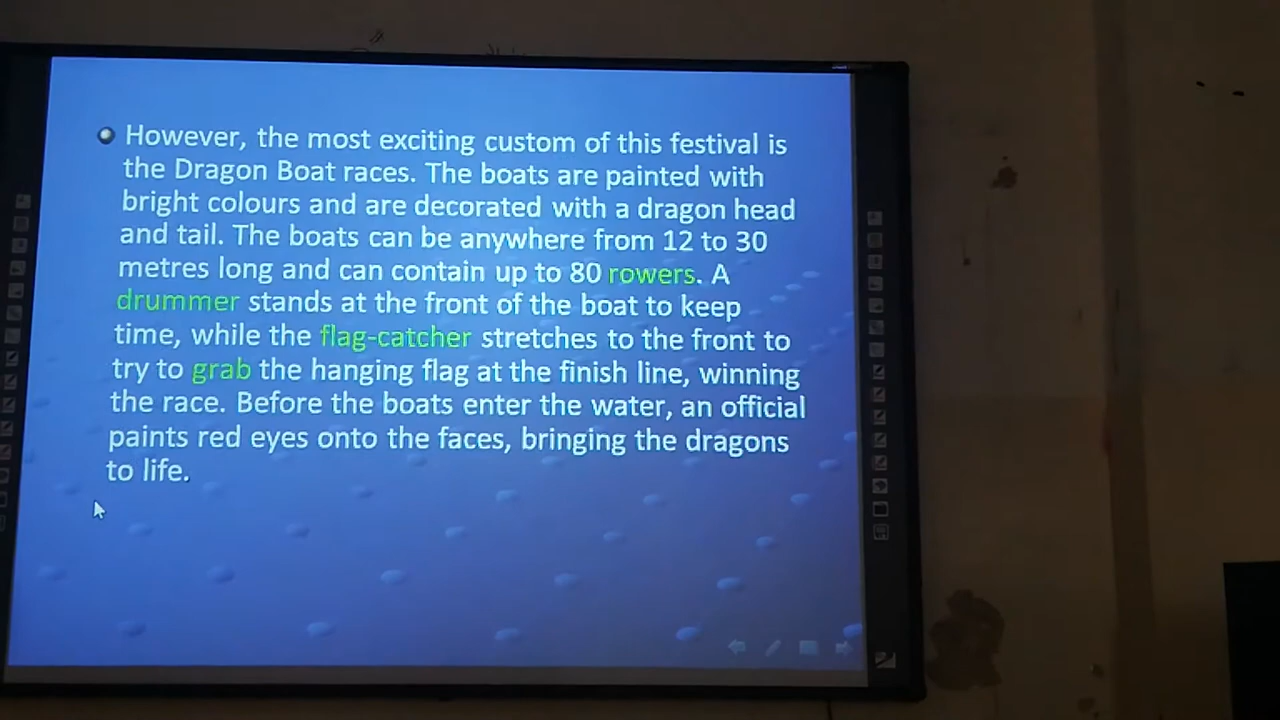 However, the most exciting custom of this festival is
the Dragon Boat races. The boats are painted with
bright colours and are decorated with a dragon head
and tail. The boats can be anywhere from 12 to 30
metres long and can contain up to 80 rowers. A
drummer stands at the front of the boat to keep
time, while the flag-catcher stretches to the front to
try to grab the hanging flag at the finish line, winning
the race. Before the boats enter the water, an official
paints red eyes onto the faces, bringing the dragons
to life.